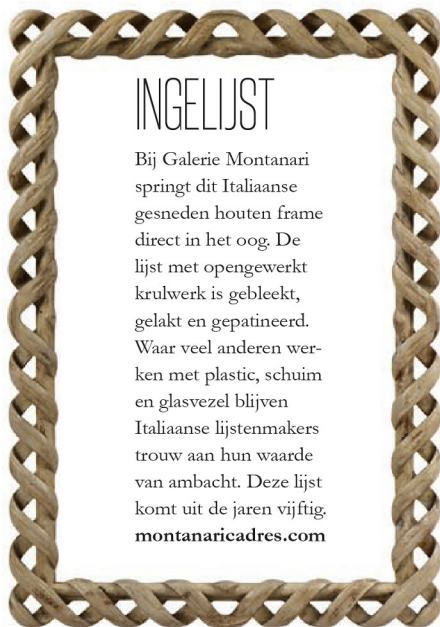 INGELIJST
Bij Galerie Montanari
springt dit Italiaanse
gesneden houten frame
direct in het oog. De
lijst met opengewerkt
krulwerk is gebleekt,
gelakt en gepatineerd.
Waar veel anderen wer-
ken met plastic, schuim
en glasvezel blijven
Italiaanse lijstenmakers
trouw aan hun waarde
van ambacht. Deze lijst
komt uit de jaren vijftig.
montanaricadres.com